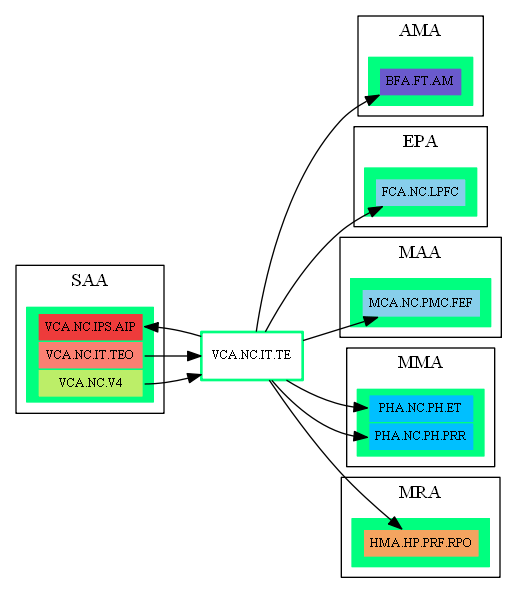 AMA
BFA.FT.AM
EPA
FCA.NC.LPFC
MAA
MCA.NC.PMC.FEF
SAA
VCA.NC.IPS.AIP
VCA.NC.IT.TEO
VCA.NC.V4
VCA.NC.IT.TE
MMA
PHA.NC.PH.ET
PHA.NC.PH.PRR
MRA
HMA.HP.PRF.RPO